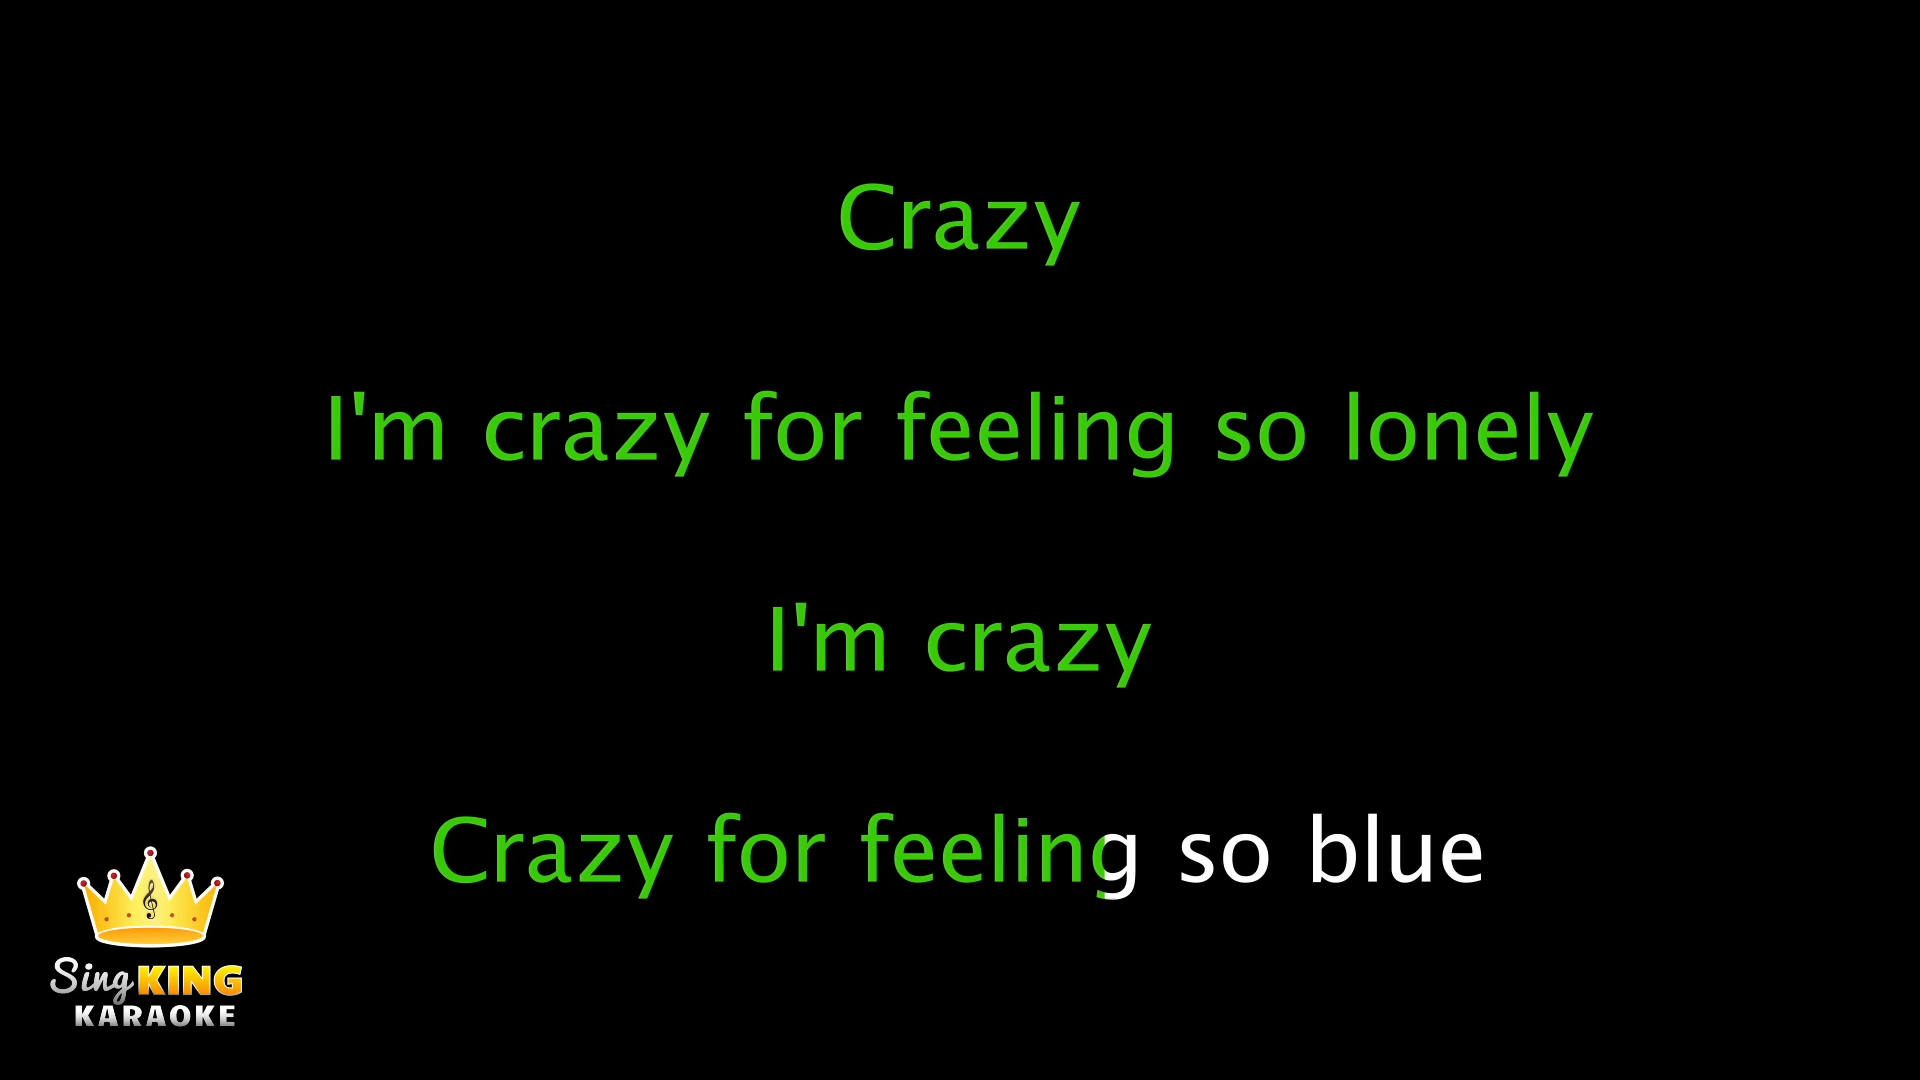 Crazy
I'm crazy for feeling so lonely
I'm crazy
Crazy for feeling so blue
Sing KING
KARAOKE